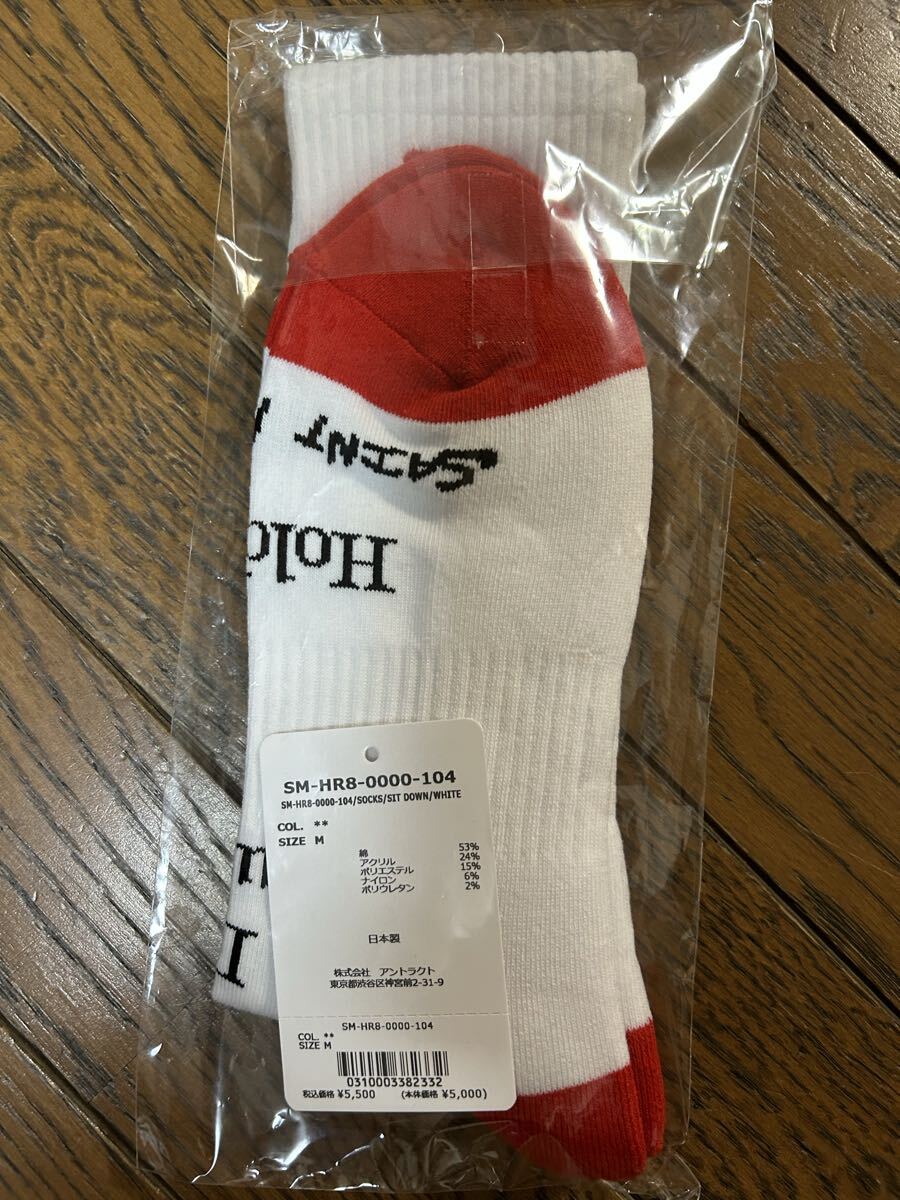 SAINT M
Holo
SM-HR8-0000-104
SM-HR8-0000-104/SOCKS/SIT DOWN/WHITE
COL. **
SIZE M
綿 53%
アクリル 24%
ポリエステル 15%
ナイロン 6%
ポリウレタン 2%
日本製
株式会社 アントラクト
東京都渋谷区神宮前2-31-9
SM-HR8-0000-104
COL. **
SIZE M
0310003382332
税込価格 ¥5,500 (本体価格 ¥5,000)